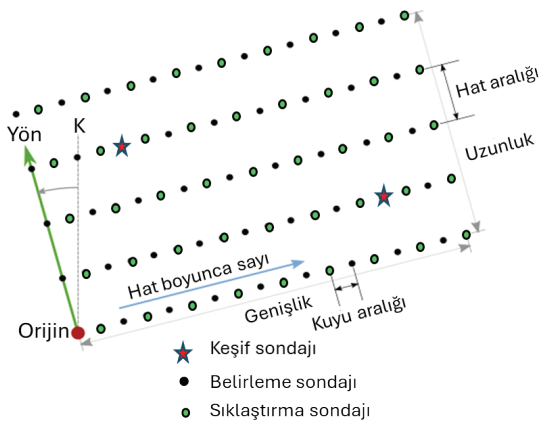 Yön
K
Hat aralığı
Uzunluk
Hat boyunca sayı
Genişlik
Kuyu aralığı
Orijin
Keşif sondajı
Belirleme sondajı
Sıklaştırma sondajı